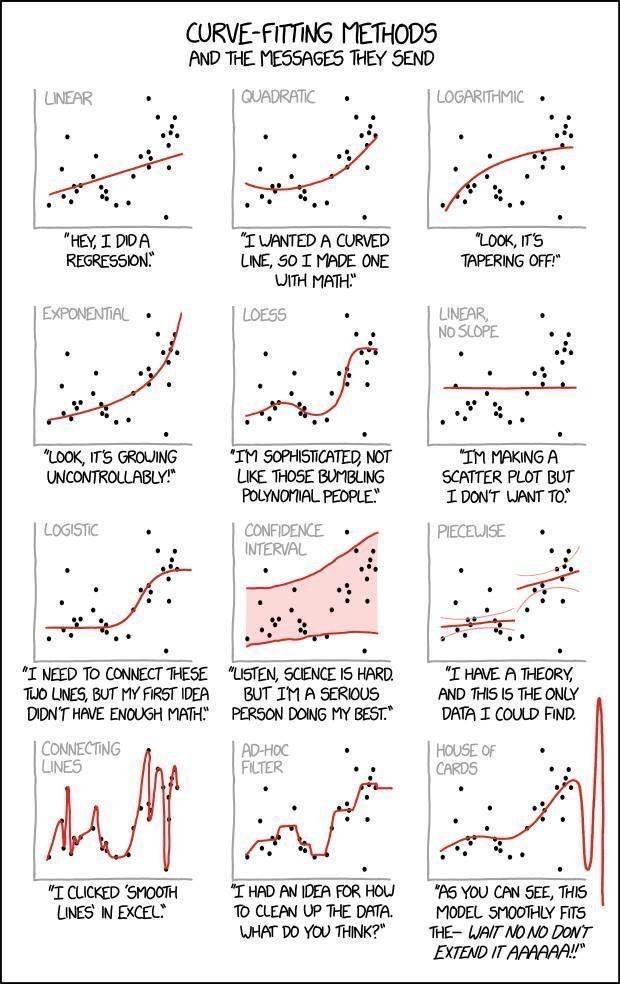 CURVE-FITTING METHODS
AND THE MESSAGES THEY SEND
LINEAR
"HEY, I DID A
REGRESSION."
QUADRATIC
"I WANTED A CURVED
LINE, SO I MADE ONE
WITH MATH."
LOGARITHMIC
"LOOK, IT'S
TAPERING OFF!"
EXPONENTIAL
"LOOK, IT'S GROWING
UNCONTROLLABLY!"
LOESS
"I'M SOPHISTICATED, NOT
LIKE THOSE BUMBLING
POLYNOMIAL PEOPLE."
LINEAR,
NO SLOPE
"I'M MAKING A
SCATTER PLOT BUT
I DON'T WANT TO."
LOGISTIC
"I NEED TO CONNECT THESE
TWO LINES, BUT MY FIRST IDEA
DIDN'T HAVE ENOUGH MATH."
CONFIDENCE
INTERVAL
"LISTEN, SCIENCE IS HARD.
BUT I'M A SERIOUS
PERSON DOING MY BEST."
PIECEWISE
"I HAVE A THEORY,
AND THIS IS THE ONLY
DATA I COULD FIND.
CONNECTING
LINES
"I CLICKED 'SMOOTH
LINES' IN EXCEL."
AD-HOC
FILTER
"I HAD AN IDEA FOR HOW
TO CLEAN UP THE DATA.
WHAT DO YOU THINK?"
HOUSE OF
CARDS
"AS YOU CAN SEE, THIS
MODEL SMOOTHLY FITS
THE- WAIT NO NO DON'T
EXTEND IT AAAAAA!!"